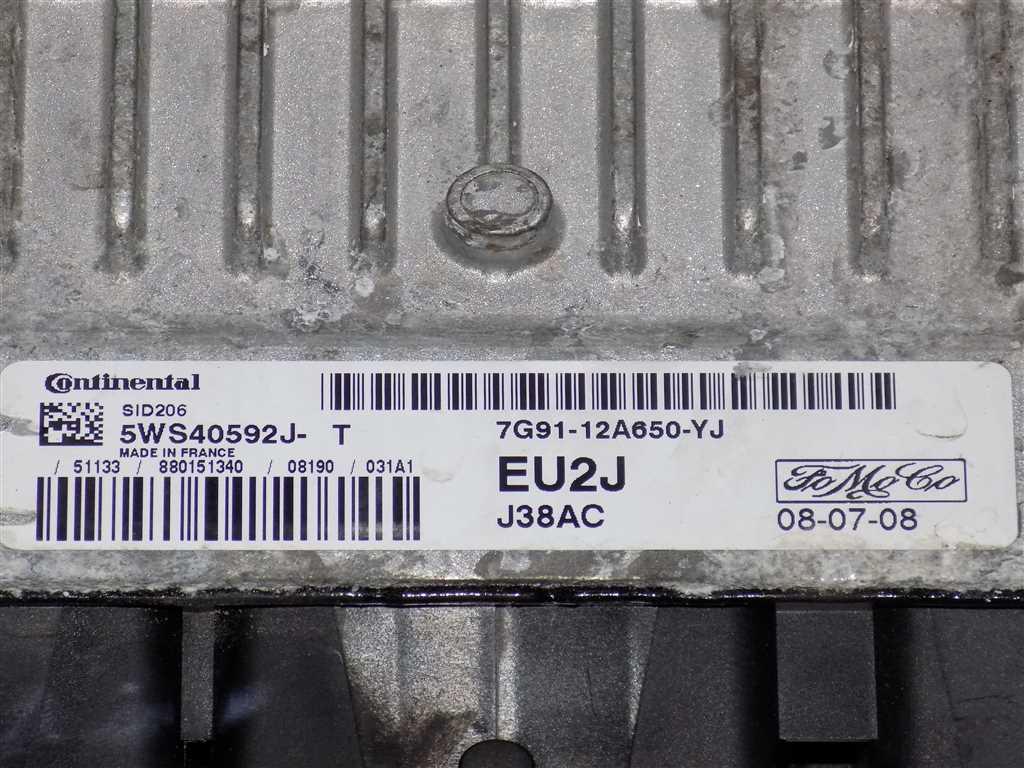 Continental
SID206
5WS40592J- T
MADE IN FRANCE
/ 51133 / 880151340 / 08190 / 031A1
7G91-12A650-YJ
EU2J
J38AC
FoMoCo
08-07-08